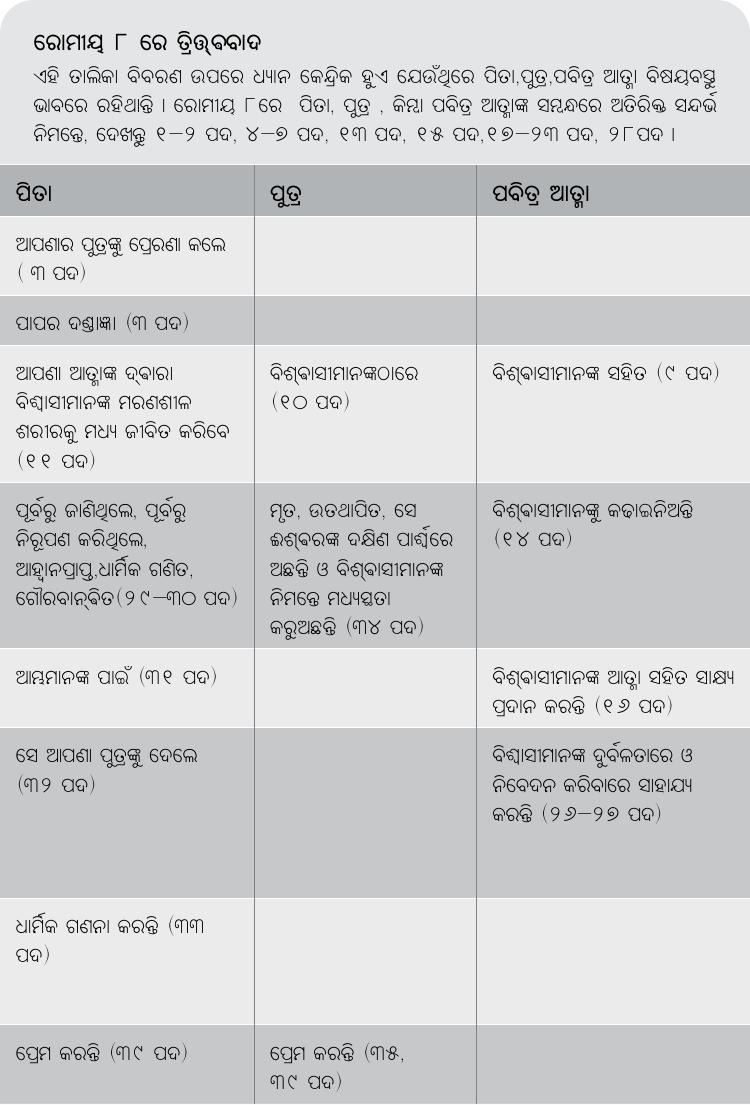 ରୋମୀୟ ୮ ରେ ତ୍ରିତ୍ତ୍ୱବାଦ
ଏହି ତାଲିକା ବିବରଣ ଉପରେ ଧ୍ୟାନ କେନ୍ଦ୍ରିକ ହୁଏ ଯେଉଁଥିରେ ପିତା,ପୁତ୍ର,ପବିତ୍ର ଆତ୍ମା ବିଷୟବସ୍ତୁ
ଭାବରେ ରହିଥାନ୍ତି । ରୋମୀୟ ୮ରେ ପିତା, ପୁତ୍ର , କିମ୍ବା ପବିତ୍ର ଆତ୍ମାଙ୍କ ସମ୍ବନ୍ଧରେ ଅତିରିକ୍ତ ସନ୍ଦର୍ଭ
ନିମନ୍ତେ, ଦେଖନ୍ତୁ ୧–୨ ପଦ, ୪–୭ ପଦ, ୧୩ ପଦ, ୧୫ ପଦ,୧୭–୨୩ ପଦ, ୨୮ପଦ ।
ପିତା ପୁତ୍ର ପବିତ୍ର ଆତ୍ମା
ଆପଣାର ପୁତ୍ରଙ୍କୁ ପ୍ରେରଣା କଲେ
( ୩ ପଦ)
ପାପର ଦଣ୍ଡାଜ୍ଞା (୩ ପଦ)
ଆପଣା ଆତ୍ମାଙ୍କ ଦ୍ୱାରା
ବିଶ୍ୱାସୀମାନଙ୍କ ମରଣଶୀଳ
ଶରୀରକୁ ମଧ୍ୟ ଜୀବିତ କରିବେ
(୧୧ ପଦ)
ବିଶ୍ୱାସୀମାନଙ୍କଠାରେ
(୧୦ ପଦ)
ବିଶ୍ୱାସୀମାନଙ୍କ ସହିତ (୯ ପଦ)
ପୂର୍ବରୁ ଜାଣିଥିଲେ, ପୂର୍ବରୁ
ନିରୂପଣ କରିଥିଲେ,
ଆହ୍ୱାନପ୍ରାପ୍ତ,ଧାର୍ମିକ ଗଣିତ,
ଗୌରବାନ୍ୱିତ(୨୯–୩୦ ପଦ)
ମୃତ, ଉତଥାପିତ, ସେ
ଈଶ୍ୱରଙ୍କ ଦକ୍ଷିଣ ପାର୍ଶ୍ୱରେ
ଅଛନ୍ତି ଓ ବିଶ୍ୱାସୀମାନଙ୍କ
ନିମନ୍ତେ ମଧ୍ୟସ୍ଥତା
କରୁଅଛନ୍ତି (୩୪ ପଦ)
ବିଶ୍ୱାସୀମାନଙ୍କୁ କଢାଇନିଅନ୍ତି
(୧୪ ପଦ)
ଆମ୍ଭମାନଙ୍କ ପାଇଁ (୩୧ ପଦ)
ବିଶ୍ୱାସୀମାନଙ୍କ ଆତ୍ମା ସହିତ ସାକ୍ଷ୍ୟ
ପ୍ରଦାନ କରନ୍ତି (୧୬ ପଦ)
ସେ ଆପଣା ପୁତ୍ରଙ୍କୁ ଦେଲେ
(୩୨ ପଦ)
ବିଶ୍ୱାସୀମାନଙ୍କ ଦୁର୍ବଳତାରେ ଓ
ନିବେଦନ କରିବାରେ ସାହାଯ୍ୟ
କରନ୍ତି (୨୬–୨୭ ପଦ)
ଧାର୍ମିକ ଗଣନା କରନ୍ତି (୩୩
ପଦ)
ପ୍ରେମ କରନ୍ତି (୩୯ ପଦ)
ପ୍ରେମ କରନ୍ତି (୩୫,
୩୯ ପଦ)